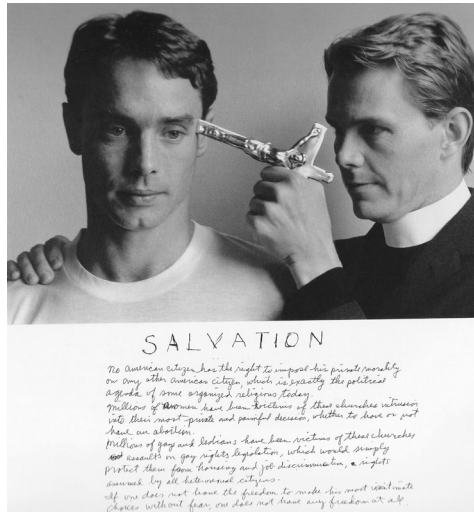 SALVATION
No American citizen has the right to impose his private morality
on any other American citizen, which is exactly the political
agenda of some organized religions today.
Millions of women have been victims of these churches intrusion
into their most private and painful decision, whether to have or not
have an abortion.
Millions of gays and lesbians have been victims of these churches
assaults on gay rights legislation, which would simply
protect them from housing and job discrimination, a rights
assumed by all hetersexual citizens.
If one does not have the freedom to make his most intimate
choices without fear, one does not have any freedom at all.